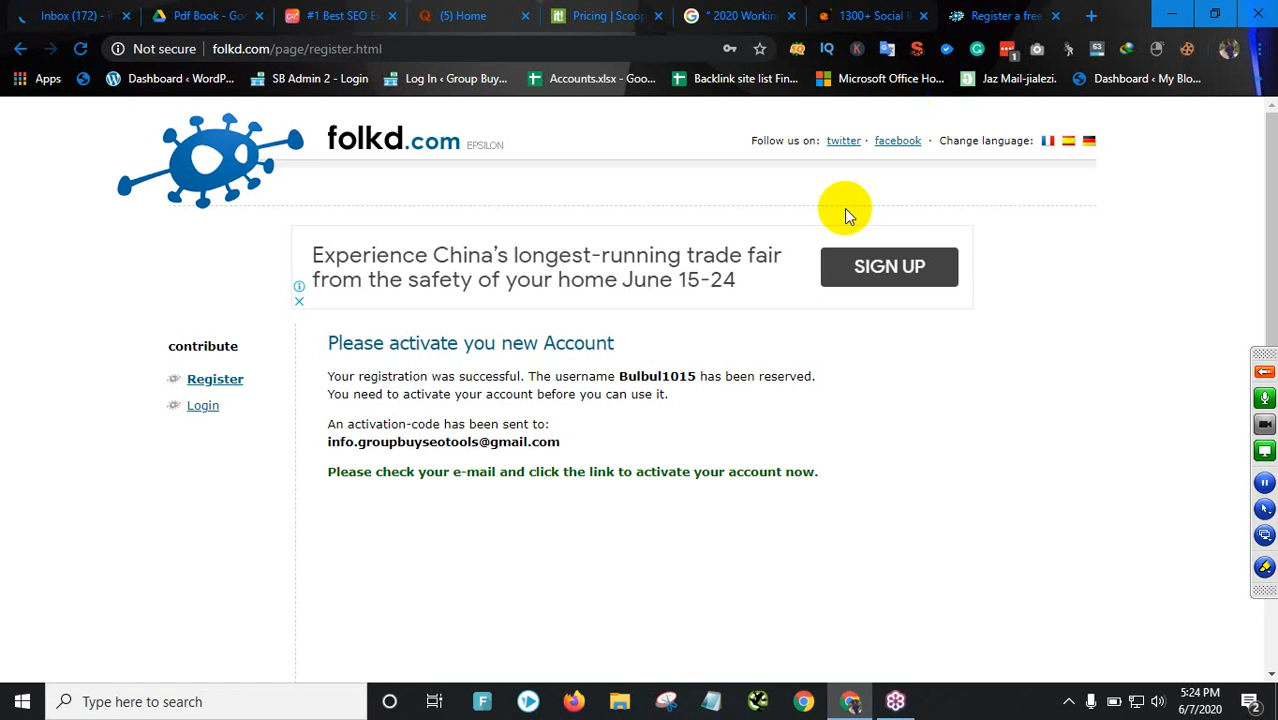 Inbox (172) - i
Pdf Book - Goo
#1 Best SEO E
(5) Home
Pricing | Scoop
" 2020 Working
1300+ Social B
Register a free
Not secure
folkd.com/page/register.html
63
1
Apps
Dashboard ‹ WordP...
SB Admin 2 - Login
Log In ‹ Group Buy...
Accounts.xlsx - Goo...
Backlink site list Fin...
Microsoft Office Ho...
Jaz Mail-jialezi.
Dashboard ‹ My Blo...
folkd.com EPSILON
Follow us on: twitter · facebook · Change language:
Experience China's longest-running trade fair
from the safety of your home June 15-24
SIGN UP
contribute
Register
Login
Please activate you new Account
Your registration was successful. The username Bulbul1015 has been reserved.
You need to activate your account before you can use it.
An activation-code has been sent to:
info.groupbuyseotools@gmail.com
Please check your e-mail and click the link to activate your account now.
Type here to search
5:24 PM
6/7/2020
2